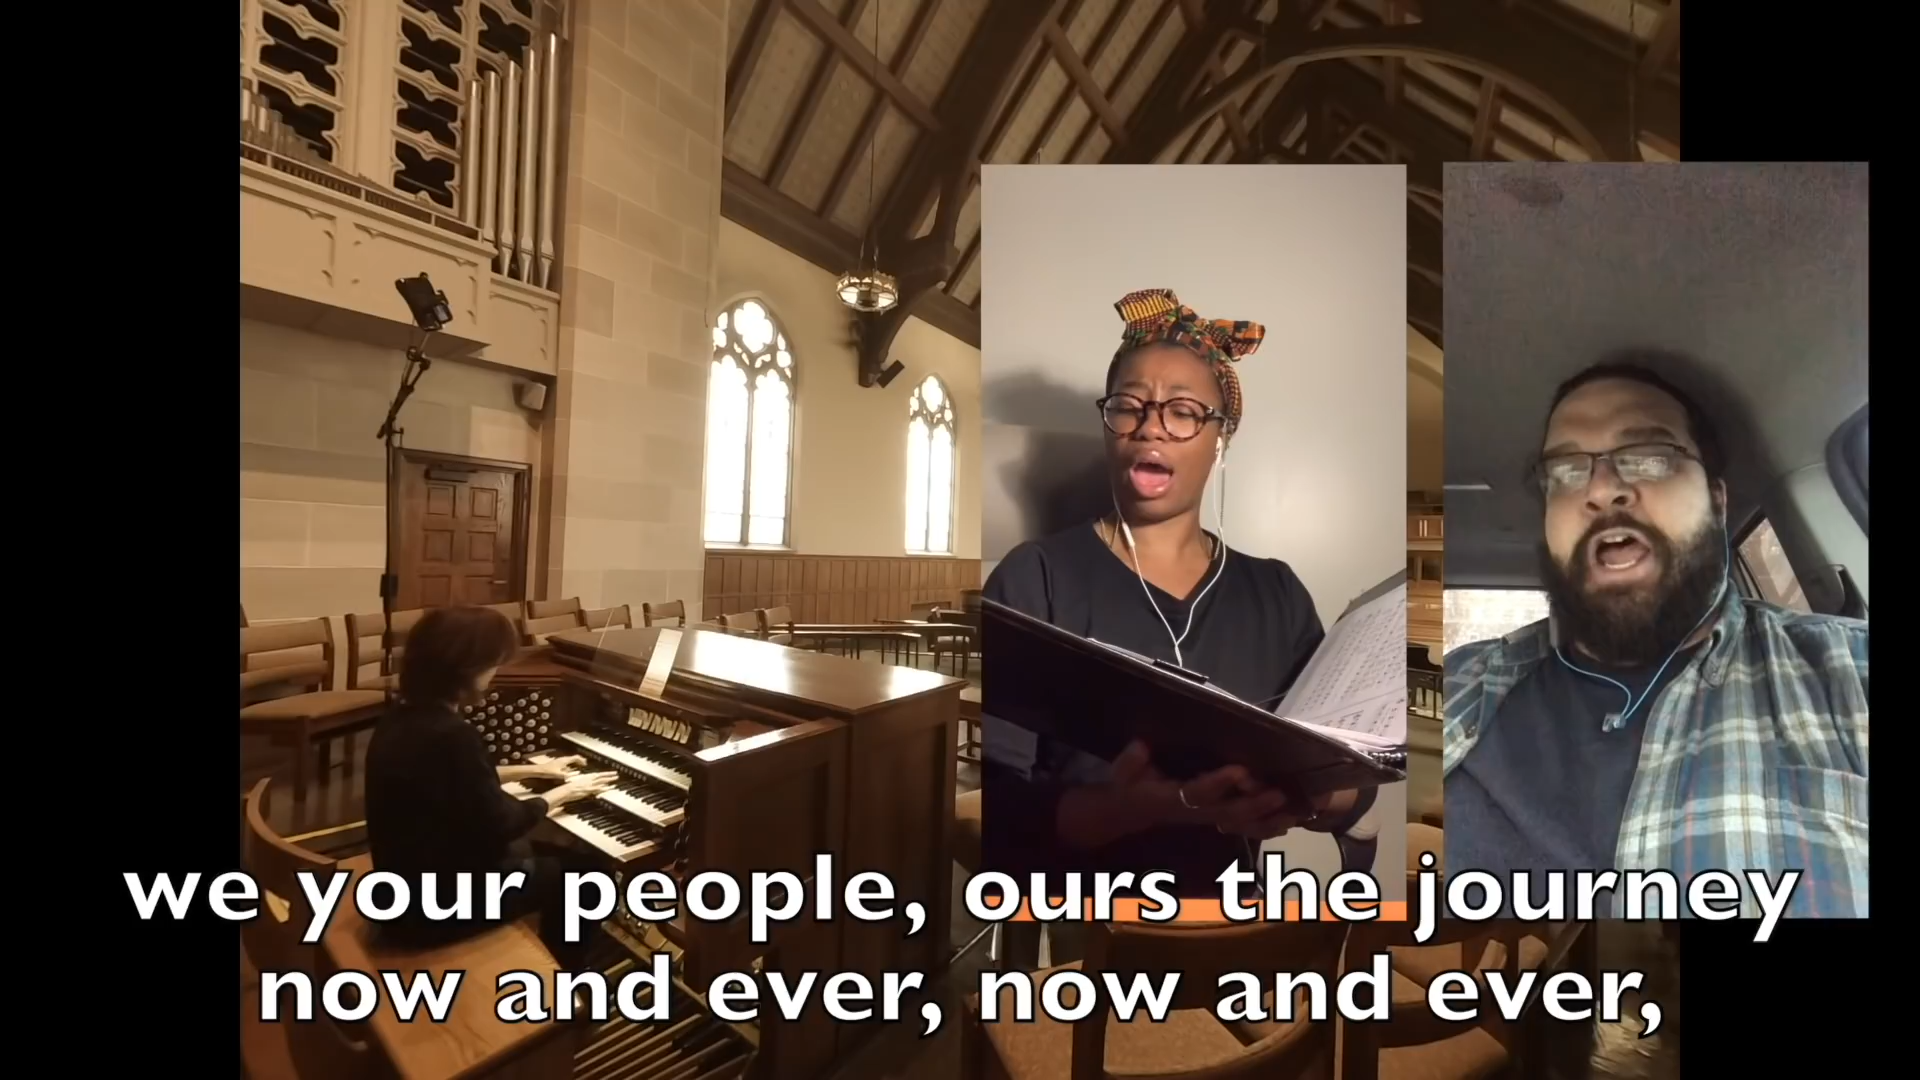 we your people, ours the journey
now and ever, now and ever,